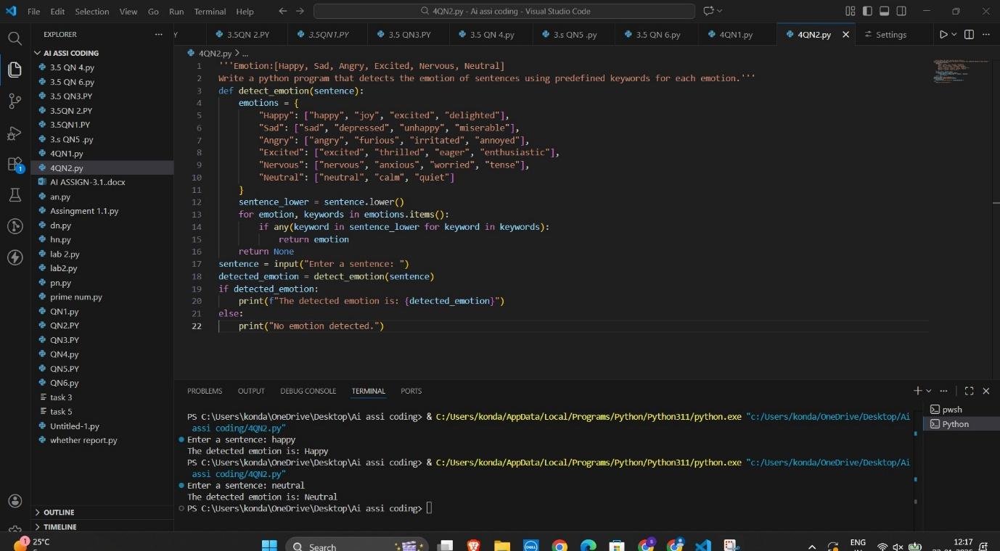 File Edit Selection View Go Run Terminal Help
4QN2.py - Ai assi coding - Visual Studio Code
EXPLORER
Y
3.5QN 2.PY
3.5QN1.PY
3.5 QN3.PY
3.5 QN 4.py
3.s QN5 .py
3.5 QN 6.py
4QN1.py
4QN2.py
Settings
AI ASSI CODING
3.5 QN 4.py
3.5 QN 6.py
3.5 QN3.PY
3.5QN 2.PY
3.5QN1.PY
3.s QN5 .py
4QN1.py
4QN2.py
AI ASSIGN-3.1..docx
an.py
Assingment 1.1.py
dn.py
hn.py
lab 2.py
lab2.py
pn.py
prime num.py
QN1.py
QN2.PY
QN3.PY
QN4.py
QN5.PY
QN6.py
task 3
task 5
Untitled-1.py
whether report.py
OUTLINE
TIMELINE
1
4QN2.py > ...
1 '''Emotion:[Happy, Sad, Angry, Excited, Nervous, Neutral]
2 Write a python program that detects the emotion of sentences using predefined keywords for each emotion.'''
3 def detect_emotion(sentence):
4 emotions = {
5 "Happy": ["happy", "joy", "excited", "delighted"],
6 "Sad": ["sad", "depressed", "unhappy", "miserable"],
7 "Angry": ["angry", "furious", "irritated", "annoyed"],
8 "Excited": ["excited", "thrilled", "eager", "enthusiastic"],
9 "Nervous": ["nervous", "anxious", "worried", "tense"],
10 "Neutral": ["neutral", "calm", "quiet"]
11 }
12 sentence_lower = sentence.lower()
13 for emotion, keywords in emotions.items():
14 if any(keyword in sentence_lower for keyword in keywords):
15 return emotion
16 return None
17 sentence = input("Enter a sentence: ")
18 detected_emotion = detect_emotion(sentence)
19 if detected_emotion:
20 print(f"The detected emotion is: {detected_emotion}")
21 else:
22 print("No emotion detected.")
PROBLEMS OUTPUT DEBUG CONSOLE TERMINAL PORTS
PS C:\Users\konda\OneDrive\Desktop\Ai assi coding> & C:/Users/konda/AppData/Local/Programs/Python/Python311/python.exe "c:/Users/konda/OneDrive/Desktop/Ai
assi coding/4QN2.py"
Enter a sentence: happy
The detected emotion is: Happy
PS C:\Users\konda\OneDrive\Desktop\Ai assi coding> & C:/Users/konda/AppData/Local/Programs/Python/Python311/python.exe "c:/Users/konda/OneDrive/Desktop/Ai
assi coding/4QN2.py"
Enter a sentence: neutral
The detected emotion is: Neutral
PS C:\Users\konda\OneDrive\Desktop\Ai assi coding>
pwsh
Python
1
25°C
Search
DELL
ENG
12:17